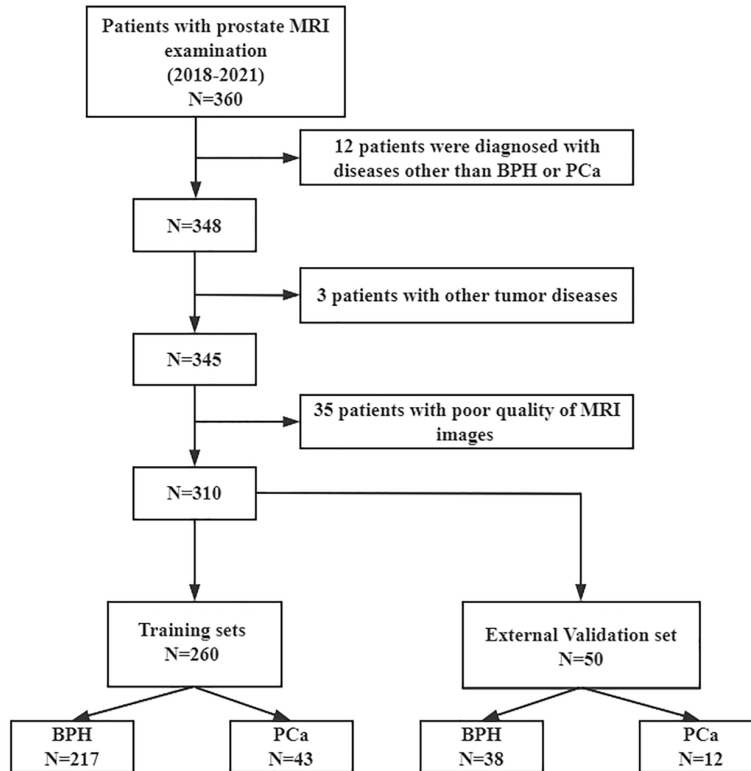 Patients with prostate MRI
examination
(2018-2021)
N=360
12 patients were diagnosed with
diseases other than BPH or PCa
N=348
3 patients with other tumor diseases
N=345
35 patients with poor quality of MRI
images
N=310
Training sets
N=260
External Validation set
N=50
BPH
N=217
PCa
N=43
BPH
N=38
PCa
N=12